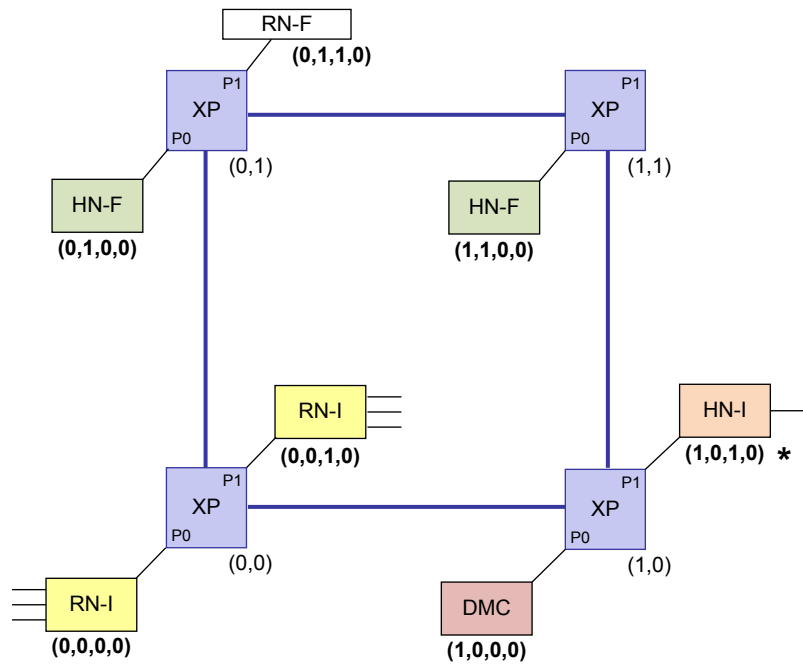 RN-F
(0,1,1,0)
P1
XP
P0
(0,1)
P1
XP
P0
(1,1)
HN-F
(0,1,0,0)
HN-F
(1,1,0,0)
RN-I
(0,0,1,0)
HN-I
(1,0,1,0) *
P1
XP
P0
(0,0)
P1
XP
P0
(1,0)
RN-I
(0,0,0,0)
DMC
(1,0,0,0)